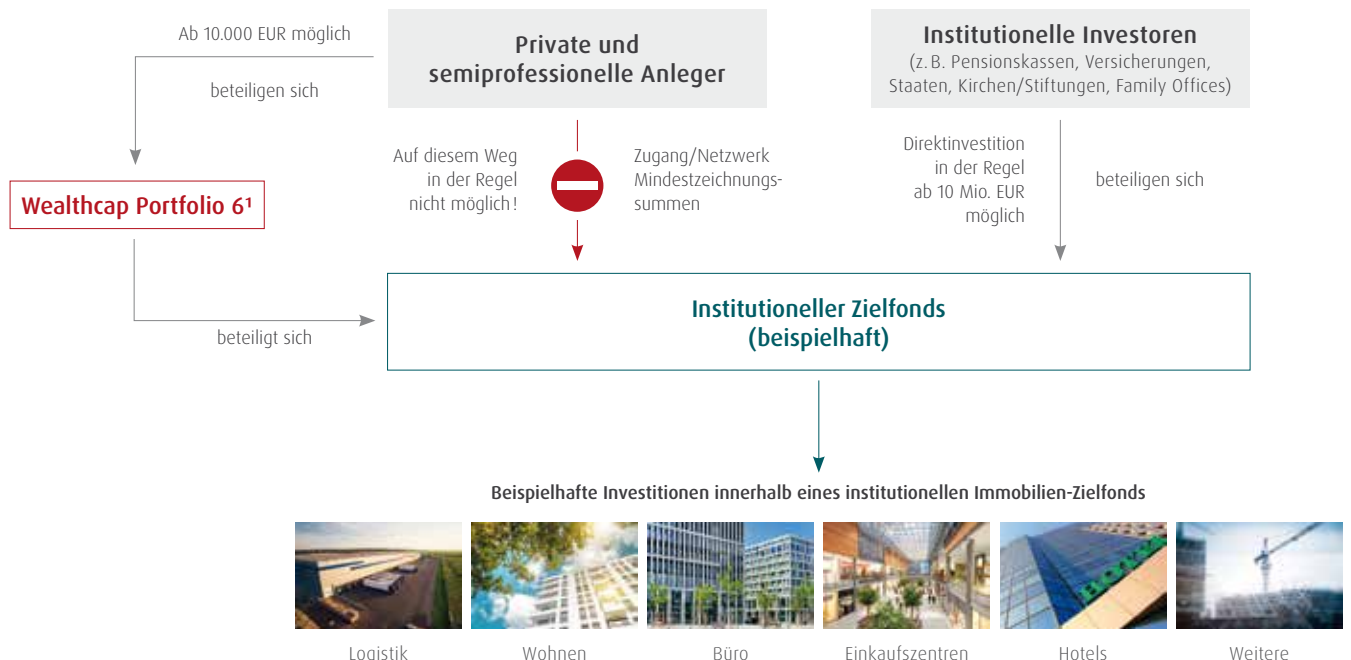 Ab 10.000 EUR möglich
beteiligen sich
Private und
semiprofessionelle Anleger
Institutionelle Investoren
(z. B. Pensionskassen, Versicherungen,
Staaten, Kirchen/Stiftungen, Family Offices)
Auf diesem Weg
in der Regel
nicht möglich!
Zugang/Netzwerk
Mindestzeichnungs-
summen
Direktinvestition
in der Regel
ab 10 Mio. EUR
möglich
beteiligen sich
Wealthcap Portfolio 6¹
beteiligt sich
Institutioneller Zielfonds
(beispielhaft)
Beispielhafte Investitionen innerhalb eines institutionellen Immobilien-Zielfonds
HOTEL
Logistik
Wohnen
Büro
Einkaufszentren
Hotels
Weitere